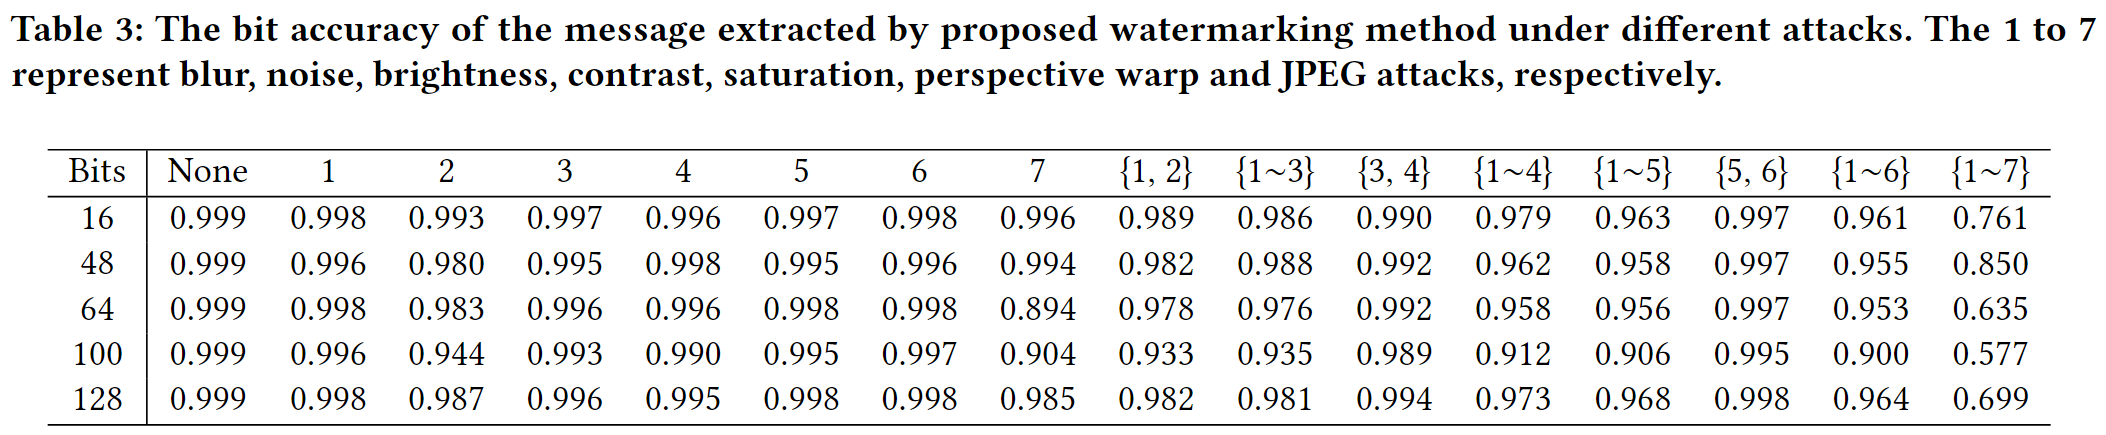 Table 3: The bit accuracy of the message extracted by proposed watermarking method under different attacks. The 1 to 7
represent blur, noise, brightness, contrast, saturation, perspective warp and JPEG attacks, respectively.
Bits None 1 2 3 4 5 6 7 {1, 2} {1~3} {3, 4} {1~4} {1~5} {5, 6} {1~6} {1~7}
16 0.999 0.998 0.993 0.997 0.996 0.997 0.998 0.996 0.989 0.986 0.990 0.979 0.963 0.997 0.961 0.761
48 0.999 0.996 0.980 0.995 0.998 0.995 0.996 0.994 0.982 0.988 0.992 0.962 0.958 0.997 0.955 0.850
64 0.999 0.998 0.983 0.996 0.996 0.998 0.998 0.894 0.978 0.976 0.992 0.958 0.956 0.997 0.953 0.635
100 0.999 0.996 0.944 0.993 0.990 0.995 0.997 0.904 0.933 0.935 0.989 0.912 0.906 0.995 0.900 0.577
128 0.999 0.998 0.987 0.996 0.995 0.998 0.998 0.985 0.982 0.981 0.994 0.973 0.968 0.998 0.964 0.699